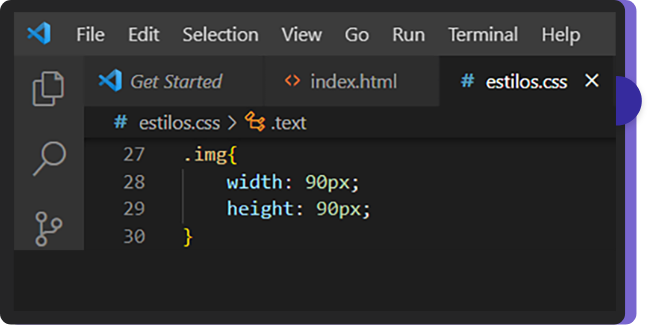 File Edit Selection View Go Run Terminal Help
Get Started index.html # estilos.css ×
# estilos.css > .text
27 .img{
28 width: 90px;
29 height: 90px;
30 }